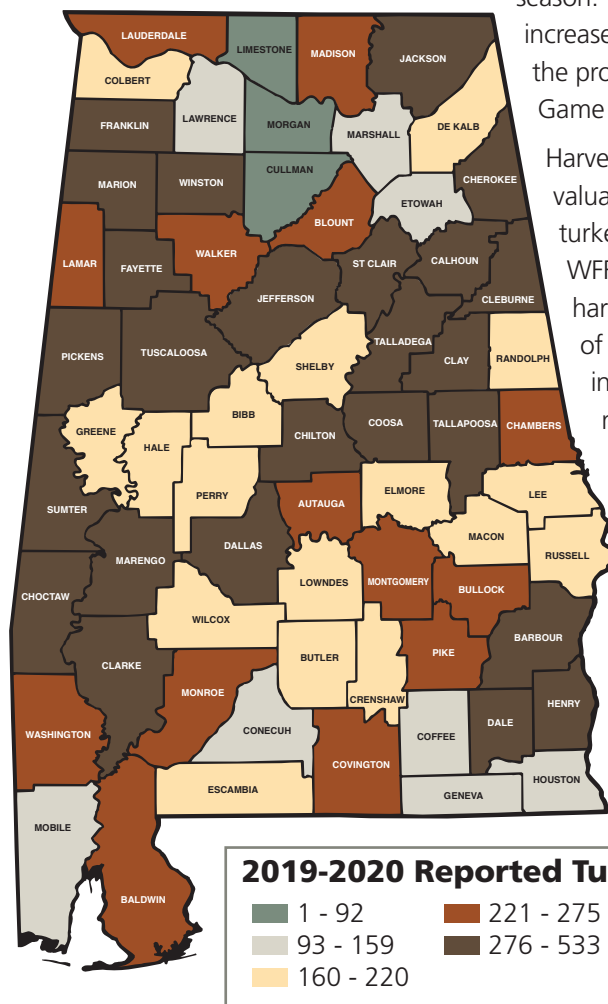 season.
increase
the pro
Game
Harve
valua
turke
WFF
har
of
in
LAUDERDALE
LIMESTONE
MADISON
JACKSON
COLBERT
LAWRENCE
FRANKLIN
MORGAN
MARSHALL
DE KALB
CULLMAN
MARION
WINSTON
CHEROKEE
ETOWAH
BLOUNT
WALKER
LAMAR
FAYETTE
ST CLAIR
CALHOUN
JEFFERSON
CLEBURNE
PICKENS
TUSCALOOSA
TALLADEGA
CLAY
RANDOLPH
SHELBY
BIBB
GREENE
HALE
CHILTON
COOSA
TALLAPOOSA
CHAMBERS
PERRY
AUTAUGA
ELMORE
LEE
SUMTER
MACON
DALLAS
MARENGO
RUSSELL
LOWNDES
MONTGOMERY
BULLOCK
CHOCTAW
WILCOX
BARBOUR
CLARKE
BUTLER
PIKE
MONROE
CRENSHAW
HENRY
WASHINGTON
CONECUH
COFFEE
DALE
COVINGTON
HOUSTON
ESCAMBIA
GENEVA
MOBILE
BALDWIN
2019-2020 Reported Tu
1 - 92
93 - 159
160 - 220
221 - 275
276 - 533